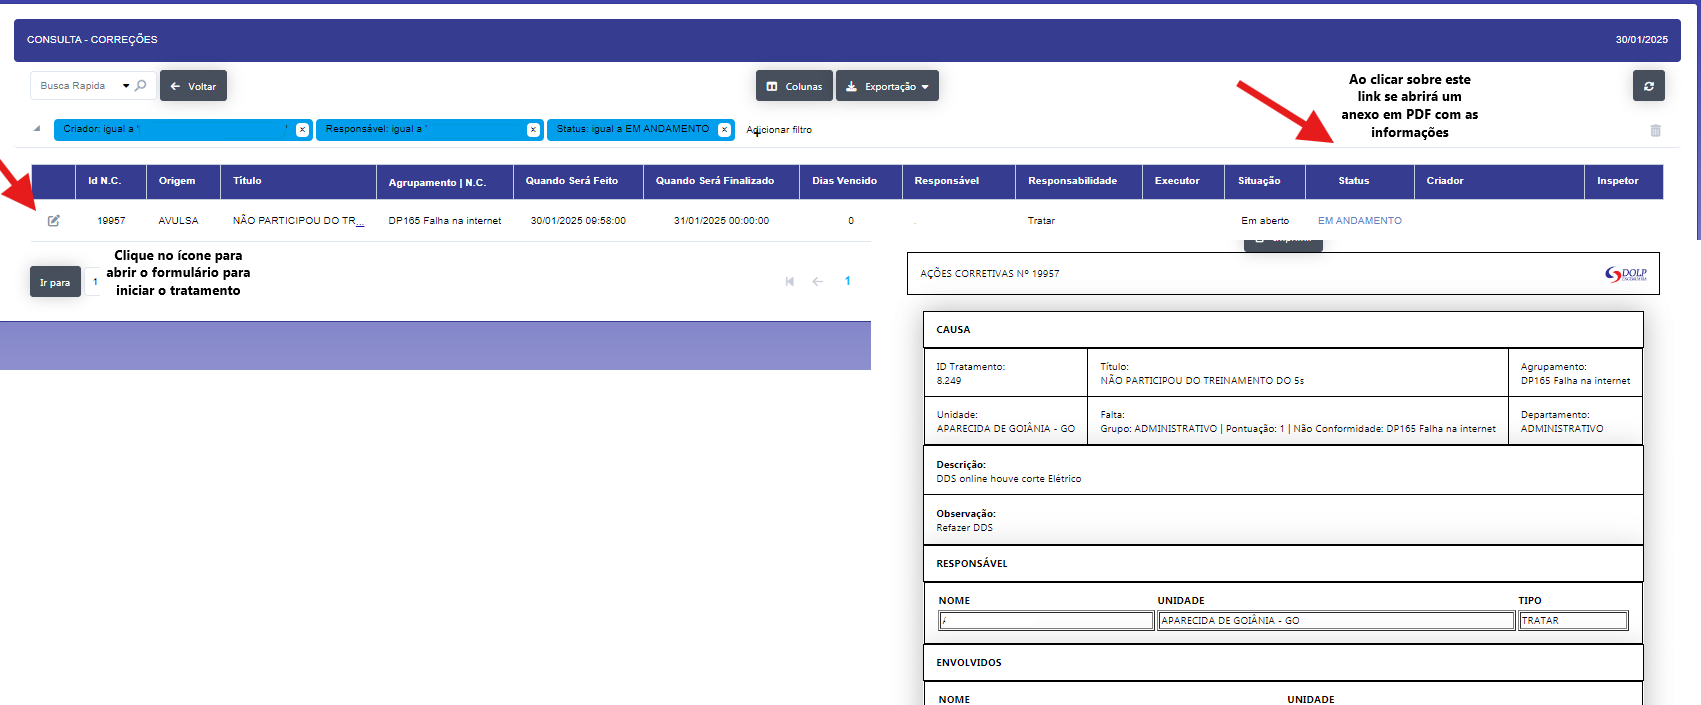 CONSULTA - CORREÇÕES 30/01/2025
Busca Rapida Voltar Colunas Exportação
Ao clicar sobre este
link se abrirá um
anexo em PDF com as
informações
Criador: igual a ' ' Responsável: igual a ' Status: igual a EM ANDAMENTO Adicionar filtro
Id N.C. Origem Título Agrupamento | N.C. Quando Será Feito Quando Será Finalizado Dias Vencido Responsável Responsabilidade Executor Situação Status Criador Inspetor
19957 AVULSA NÃO PARTICIPOU DO TR... DP165 Falha na internet 30/01/2025 09:58:00 31/01/2025 00:00:00 0 Tratar Em aberto EM ANDAMENTO
Clique no ícone para
abrir o formulário para
iniciar o tratamento
Ir para 1 1
AÇÕES CORRETIVAS Nº 19957 DOLP
CAUSA
ID Tratamento: Título: Agrupamento:
8.249 NÃO PARTICIPOU DO TREINAMENTO DO 5s DP165 Falha na internet
Unidade: Falta: Departamento:
APARECIDA DE GOIÂNIA - GO Grupo: ADMINISTRATIVO | Pontuação: 1 | Não Conformidade: DP165 Falha na internet ADMINISTRATIVO
Descrição:
DDS online houve corte Elétrico
Observação:
Refazer DDS
RESPONSÁVEL
NOME UNIDADE TIPO
APARECIDA DE GOIÂNIA - GO TRATAR
ENVOLVIDOS
NOME UNIDADE